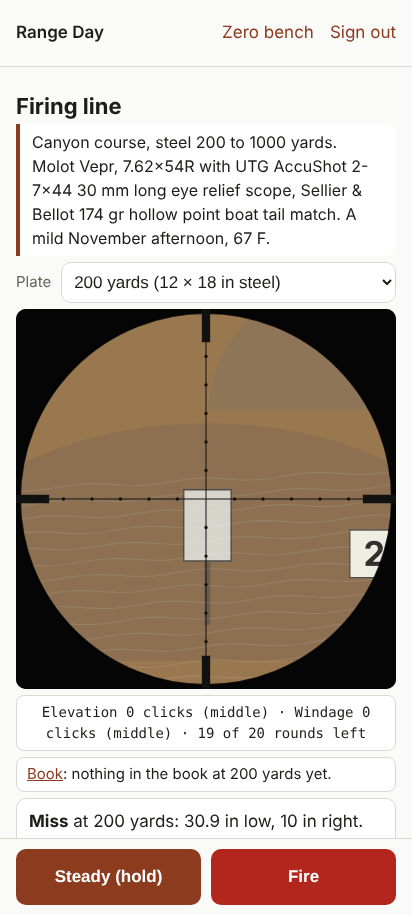 Range Day
Zero bench
Sign out
Firing line
Canyon course, steel 200 to 1000 yards.
Molot Vepr, 7.62×54R with UTG AccuShot 2-
7×44 30 mm long eye relief scope, Sellier &
Bellot 174 gr hollow point boat tail match. A
mild November afternoon, 67 F.
Plate
200 yards (12 × 18 in steel)
2
Elevation 0 clicks (middle) · Windage 0
clicks (middle) · 19 of 20 rounds left
Book: nothing in the book at 200 yards yet.
Miss at 200 yards: 30.9 in low, 10 in right.
Steady (hold)
Fire